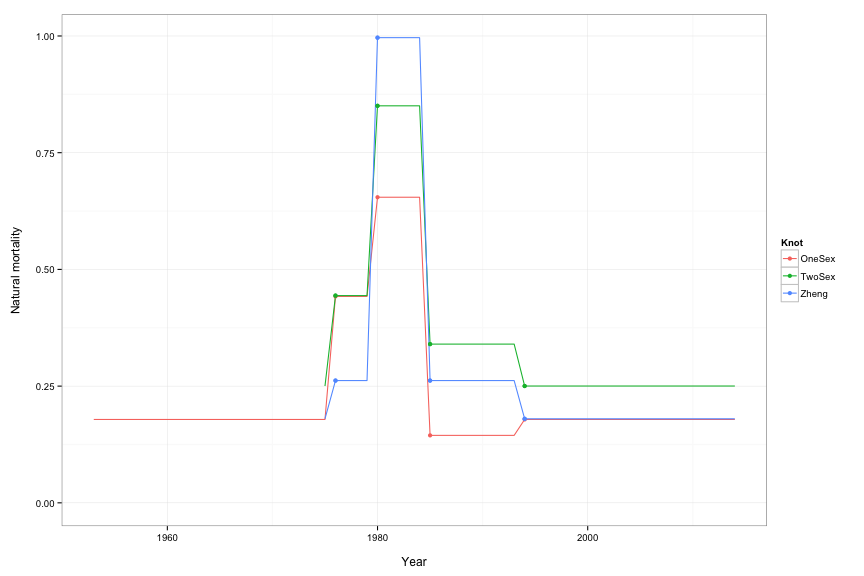 1.00
0.75
0.50
0.25
0.00
Natural mortality
1960
1980
2000
Year
Knot
OneSex
TwoSex
Zheng